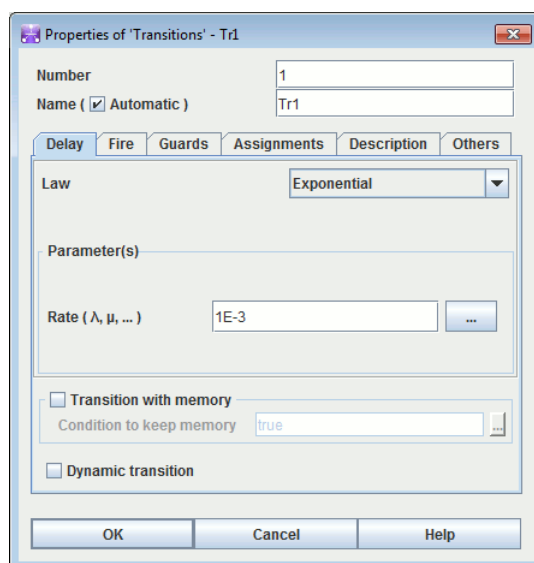 Properties of 'Transitions' - Tr1
Number 1
Name ( Automatic ) Tr1
Delay Fire Guards Assignments Description Others
Law Exponential
Parameter(s)
Rate ( λ, μ, ... ) 1E-3 ...
Transition with memory
Condition to keep memory true ...
Dynamic transition
OK Cancel Help